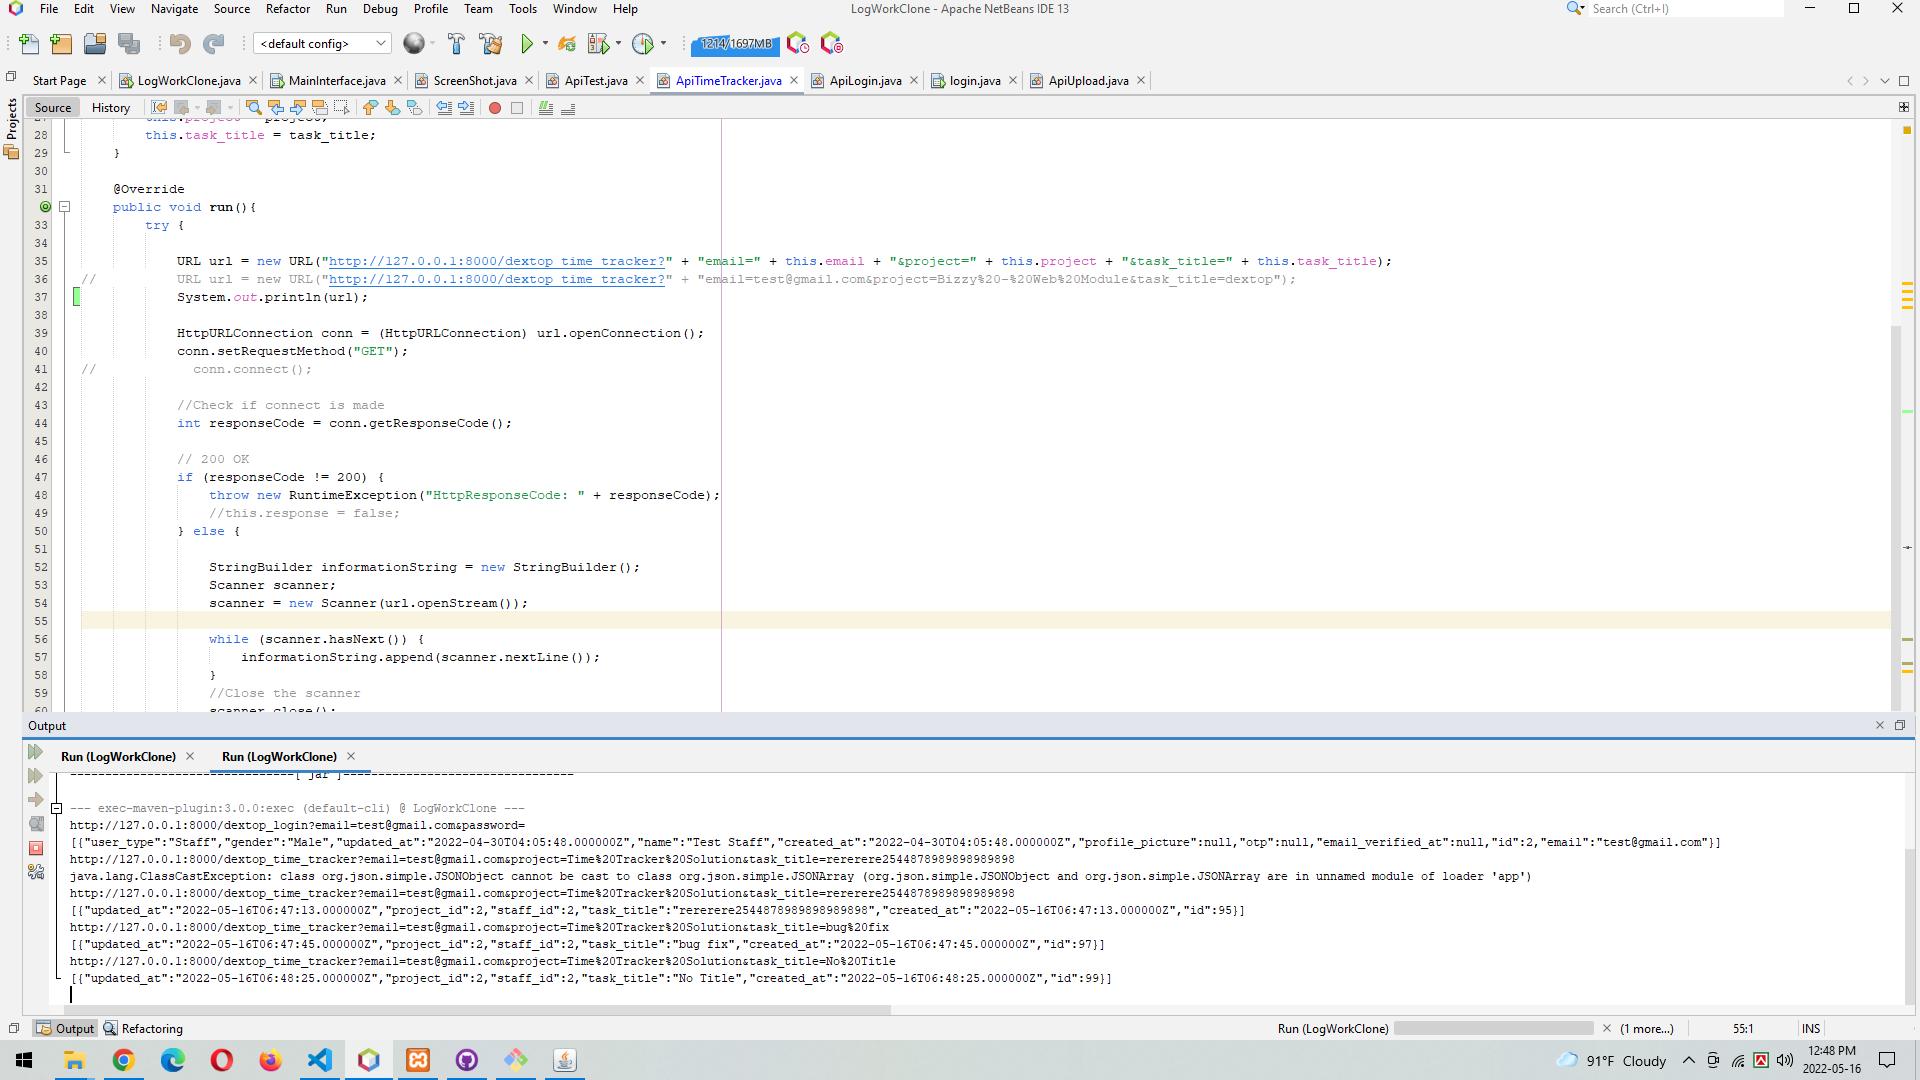 File Edit View Navigate Source Refactor Run Debug Profile Team Tools Window Help LogWorkClone - Apache NetBeans IDE 13 Search (Ctrl+I)
<default config> 1214/1697MB
Start Page LogWorkClone.java MainInterface.java ScreenShot.java ApiTest.java ApiTimeTracker.java ApiLogin.java login.java ApiUpload.java
Source History
Projects
28 this.task_title = task_title;
29 }
30
31 @Override
public void run(){
33 try {
34
35 URL url = new URL("http://127.0.0.1:8000/dextop_time_tracker?" + "email=" + this.email + "&project=" + this.project + "&task_title=" + this.task_title);
36 // URL url = new URL("http://127.0.0.1:8000/dextop_time_tracker?" + "email=test@gmail.com&project=Bizzy%20-%20Web%20Module&task_title=dextop");
37 System.out.println(url);
38
39 HttpURLConnection conn = (HttpURLConnection) url.openConnection();
40 conn.setRequestMethod("GET");
41 // conn.connect();
42
43 //Check if connect is made
44 int responseCode = conn.getResponseCode();
45
46 // 200 OK
47 if (responseCode != 200) {
48 throw new RuntimeException("HttpResponseCode: " + responseCode);
49 //this.response = false;
50 } else {
51
52 StringBuilder informationString = new StringBuilder();
53 Scanner scanner;
54 scanner = new Scanner(url.openStream());
55
56 while (scanner.hasNext()) {
57 informationString.append(scanner.nextLine());
58 }
59 //Close the scanner
60 scanner.close();
Output
Run (LogWorkClone) Run (LogWorkClone)
--------------------------------[ jar ]---------------------------------
--- exec-maven-plugin:3.0.0:exec (default-cli) @ LogWorkClone ---
http://127.0.0.1:8000/dextop_login?email=test@gmail.com&password=
[{"user_type":"Staff","gender":"Male","updated_at":"2022-04-30T04:05:48.000000Z","name":"Test Staff","created_at":"2022-04-30T04:05:48.000000Z","profile_picture":null,"otp":null,"email_verified_at":null,"id":2,"email":"test@gmail.com"}]
http://127.0.0.1:8000/dextop_time_tracker?email=test@gmail.com&project=Time%20Tracker%20Solution&task_title=rererere2544878989898989898
java.lang.ClassCastException: class org.json.simple.JSONObject cannot be cast to class org.json.simple.JSONArray (org.json.simple.JSONObject and org.json.simple.JSONArray are in unnamed module of loader 'app')
http://127.0.0.1:8000/dextop_time_tracker?email=test@gmail.com&project=Time%20Tracker%20Solution&task_title=rererere2544878989898989898
[{"updated_at":"2022-05-16T06:47:13.000000Z","project_id":2,"staff_id":2,"task_title":"rererere2544878989898989898","created_at":"2022-05-16T06:47:13.000000Z","id":95}]
http://127.0.0.1:8000/dextop_time_tracker?email=test@gmail.com&project=Time%20Tracker%20Solution&task_title=bug%20fix
[{"updated_at":"2022-05-16T06:47:45.000000Z","project_id":2,"staff_id":2,"task_title":"bug fix","created_at":"2022-05-16T06:47:45.000000Z","id":97}]
http://127.0.0.1:8000/dextop_time_tracker?email=test@gmail.com&project=Time%20Tracker%20Solution&task_title=No%20Title
[{"updated_at":"2022-05-16T06:48:25.000000Z","project_id":2,"staff_id":2,"task_title":"No Title","created_at":"2022-05-16T06:48:25.000000Z","id":99}]
Output Refactoring Run (LogWorkClone) (1 more...) 55:1 INS
91°F Cloudy 12:48 PM
2022-05-16